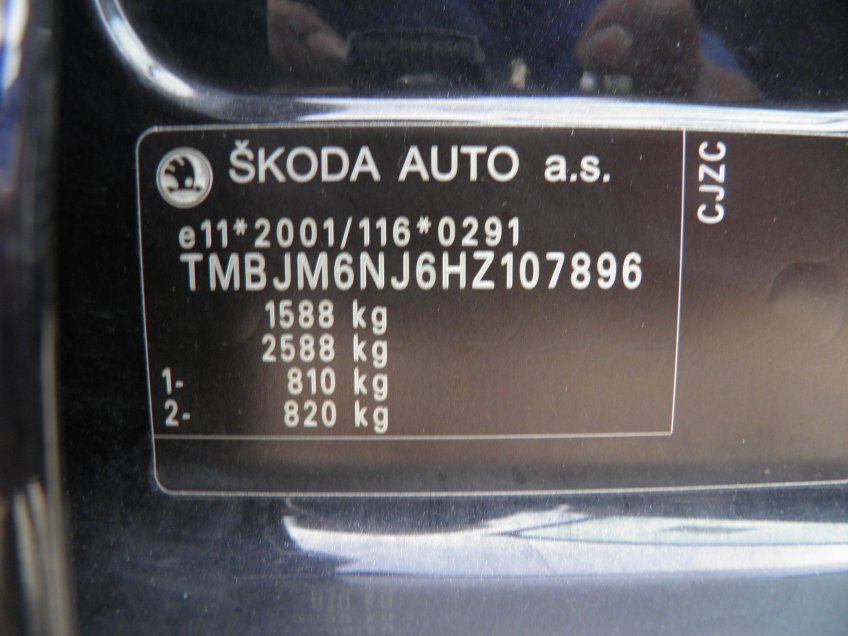 ŠKODA AUTO a.s.
e11*2001/116*0291
TMBJM6NJ6HZ107896
1588 kg
2588 kg
1- 810 kg
2- 820 kg
CJZC